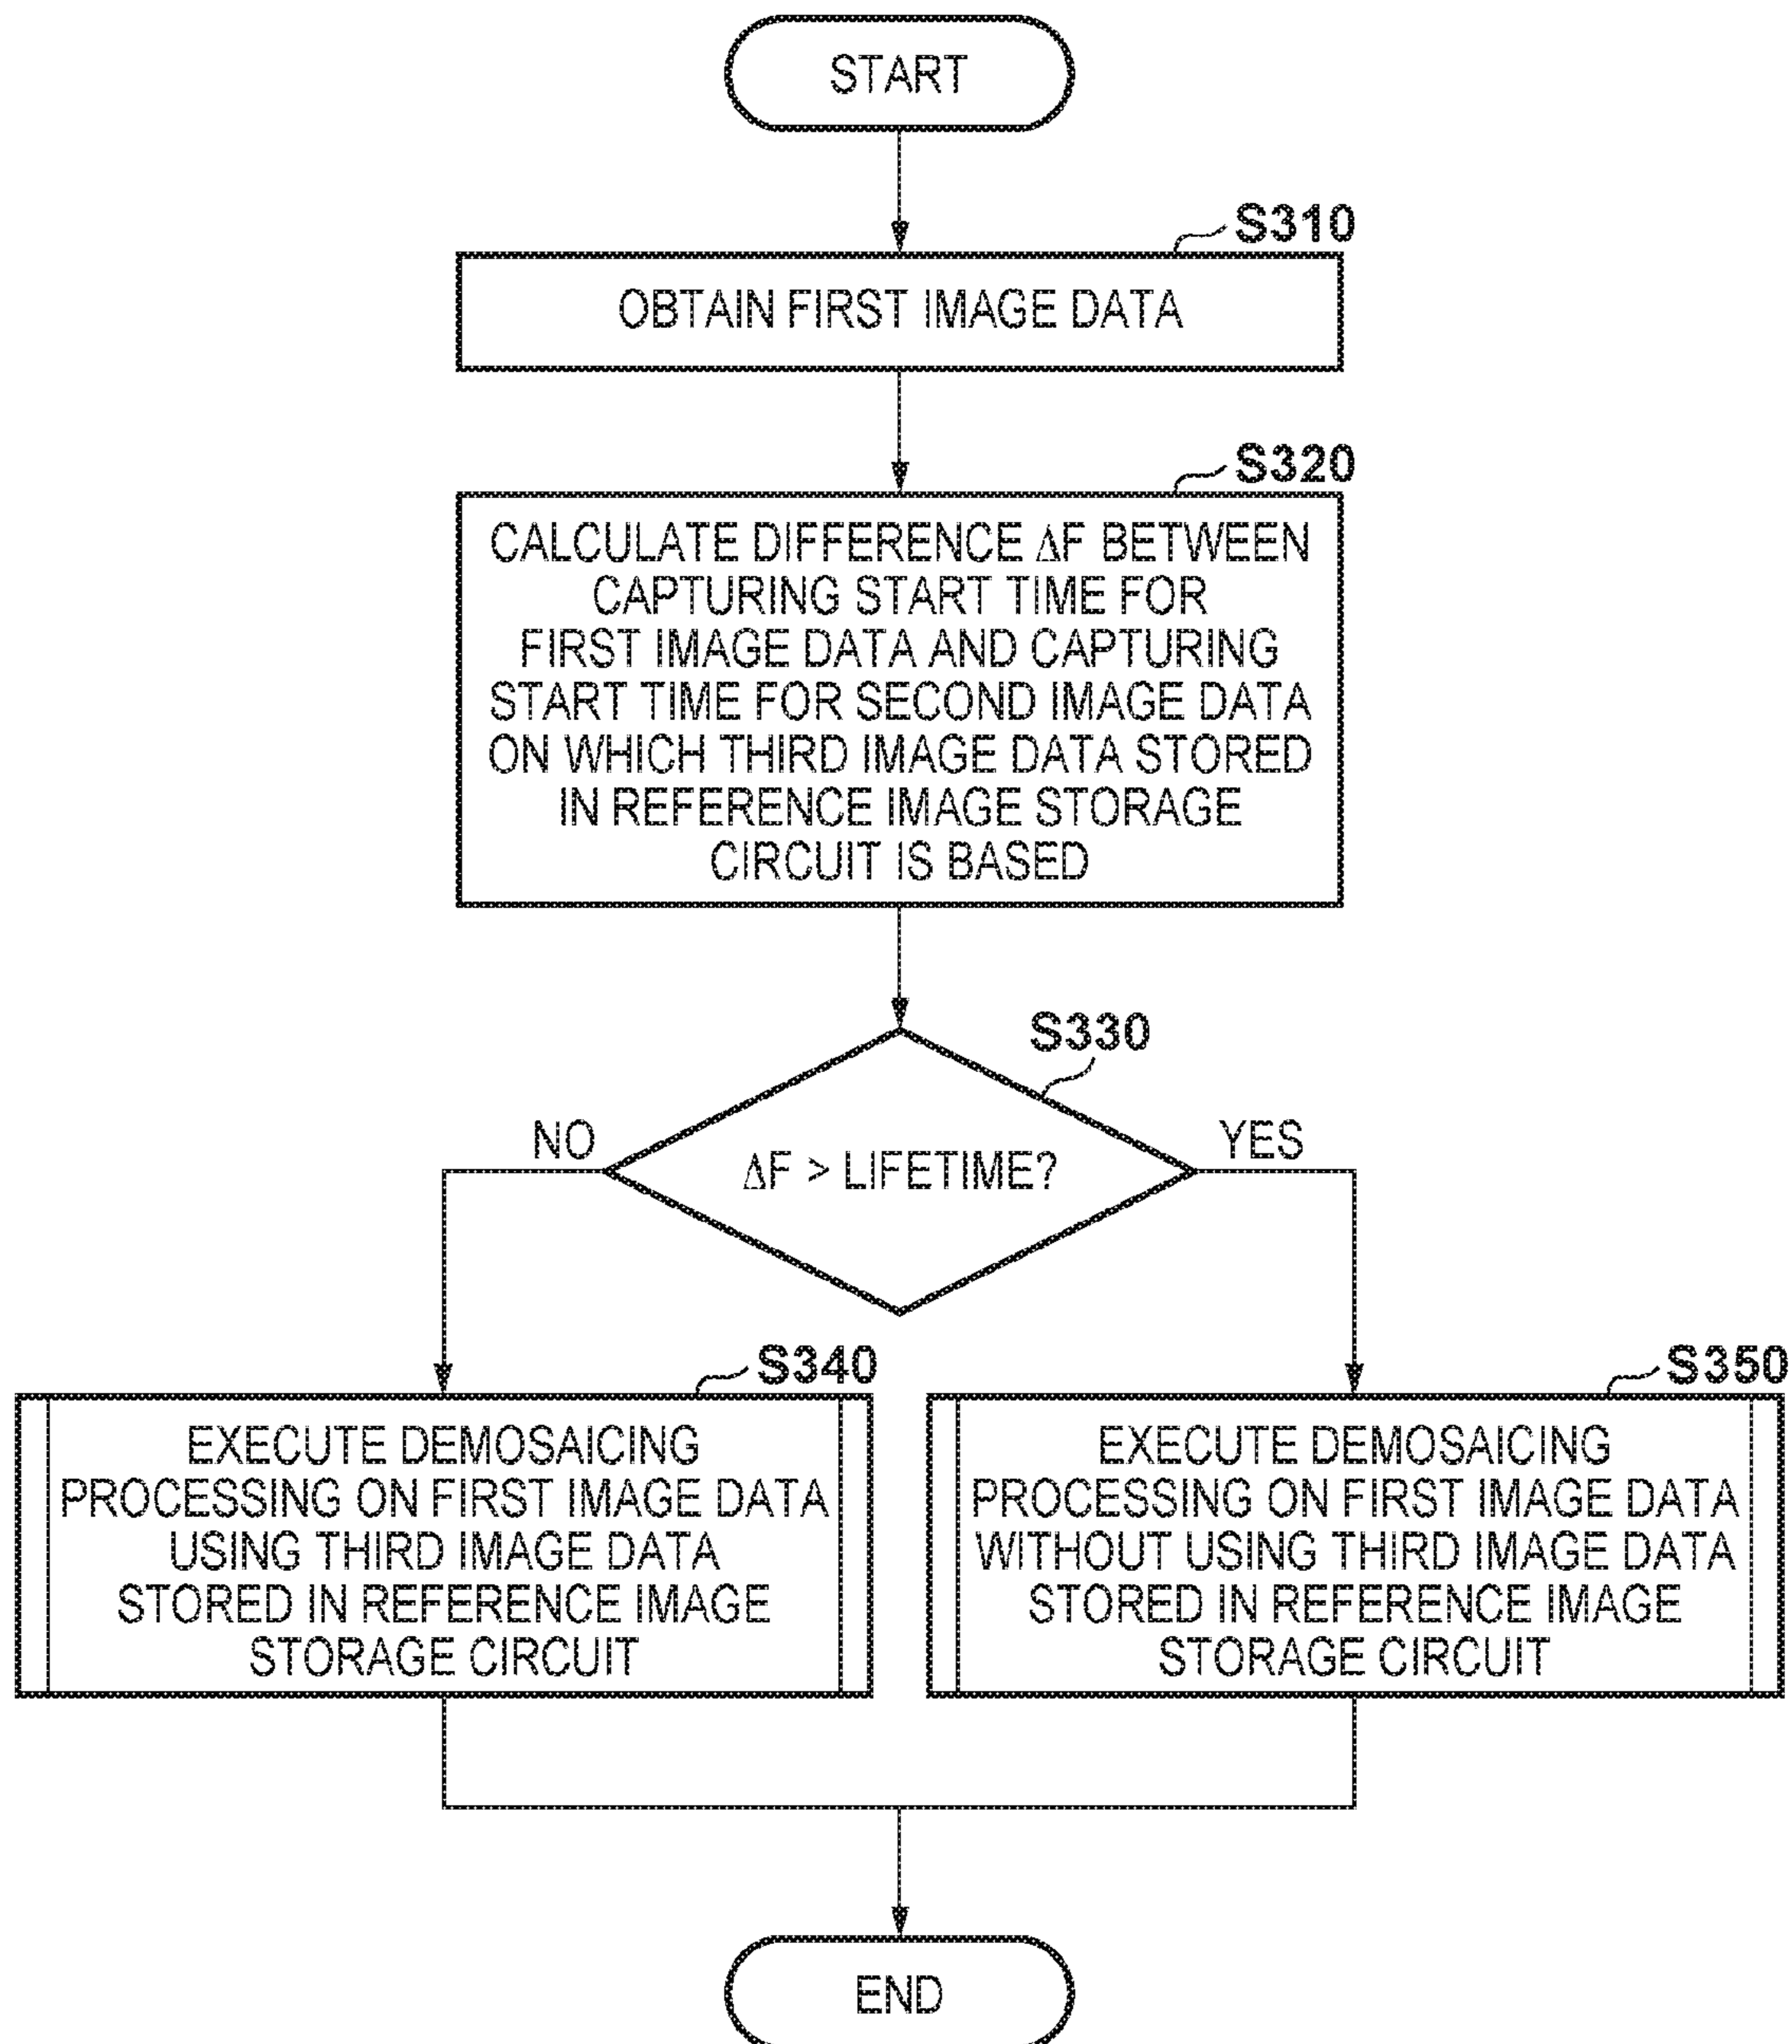 START
S310
OBTAIN FIRST IMAGE DATA
S320
CALCULATE DIFFERENCE ΔF BETWEEN
CAPTURING START TIME FOR
FIRST IMAGE DATA AND CAPTURING
START TIME FOR SECOND IMAGE DATA
ON WHICH THIRD IMAGE DATA STORED
IN REFERENCE IMAGE STORAGE
CIRCUIT IS BASED
S330
NO
YES
ΔF > LIFETIME?
S340
EXECUTE DEMOSAICING
PROCESSING ON FIRST IMAGE DATA
USING THIRD IMAGE DATA
STORED IN REFERENCE IMAGE
STORAGE CIRCUIT
S350
EXECUTE DEMOSAICING
PROCESSING ON FIRST IMAGE DATA
WITHOUT USING THIRD IMAGE DATA
STORED IN REFERENCE IMAGE
STORAGE CIRCUIT
END